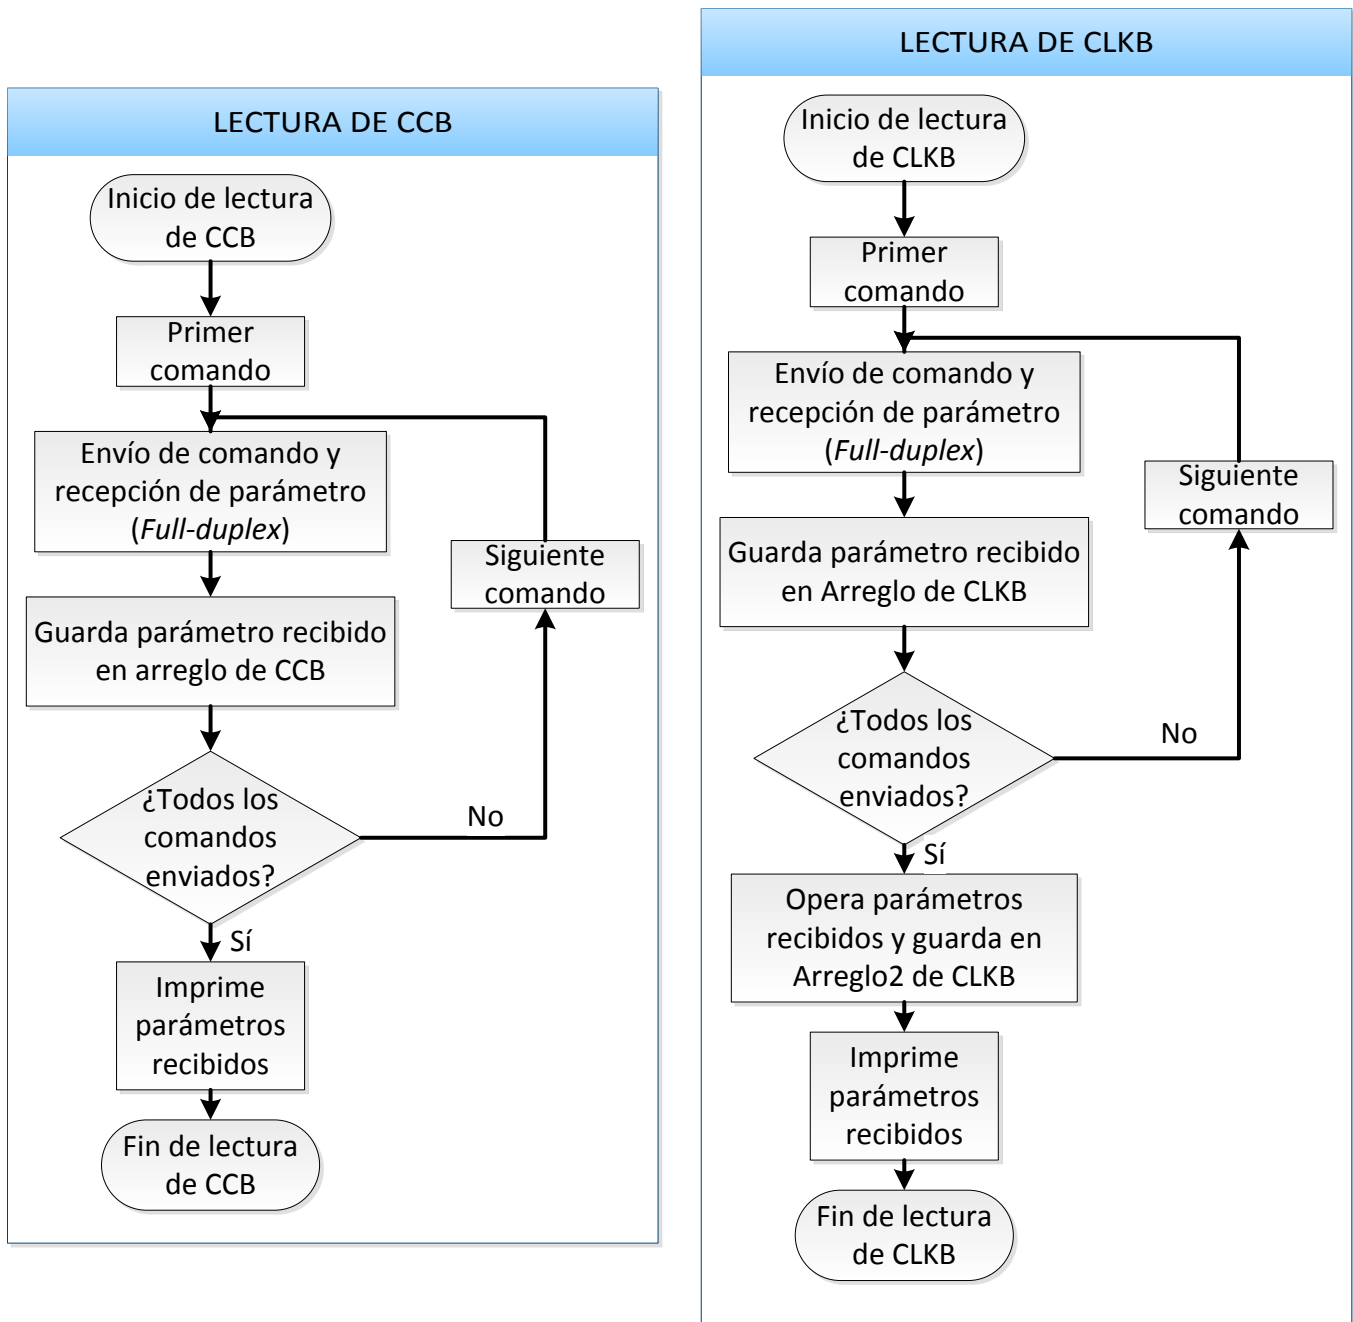 LECTURA DE CCB
Inicio de lectura
de CCB
Primer
comando
Envío de comando y
recepción de parámetro
(Full-duplex)
Siguiente
comando
Guarda parámetro recibido
en arreglo de CCB
¿Todos los
comandos
enviados?
No
Sí
Imprime
parámetros
recibidos
Fin de lectura
de CCB
LECTURA DE CLKB
Inicio de lectura
de CLKB
Primer
comando
Envío de comando y
recepción de parámetro
(Full-duplex)
Siguiente
comando
Guarda parámetro recibido
en Arreglo de CLKB
¿Todos los
comandos
enviados?
No
Sí
Opera parámetros
recibidos y guarda en
Arreglo2 de CLKB
Imprime
parámetros
recibidos
Fin de lectura
de CLKB